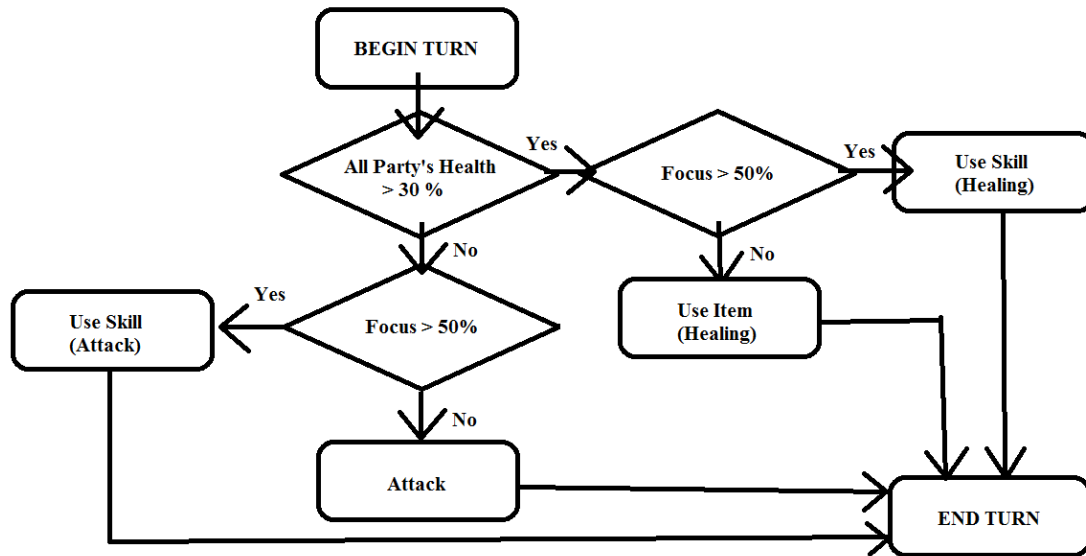 BEGIN TURN
All Party's Health
> 30 %
Yes
Focus > 50%
Yes
Use Skill
(Healing)
No
No
Use Item
(Healing)
Yes
Use Skill
(Attack)
Focus > 50%
No
Attack
END TURN